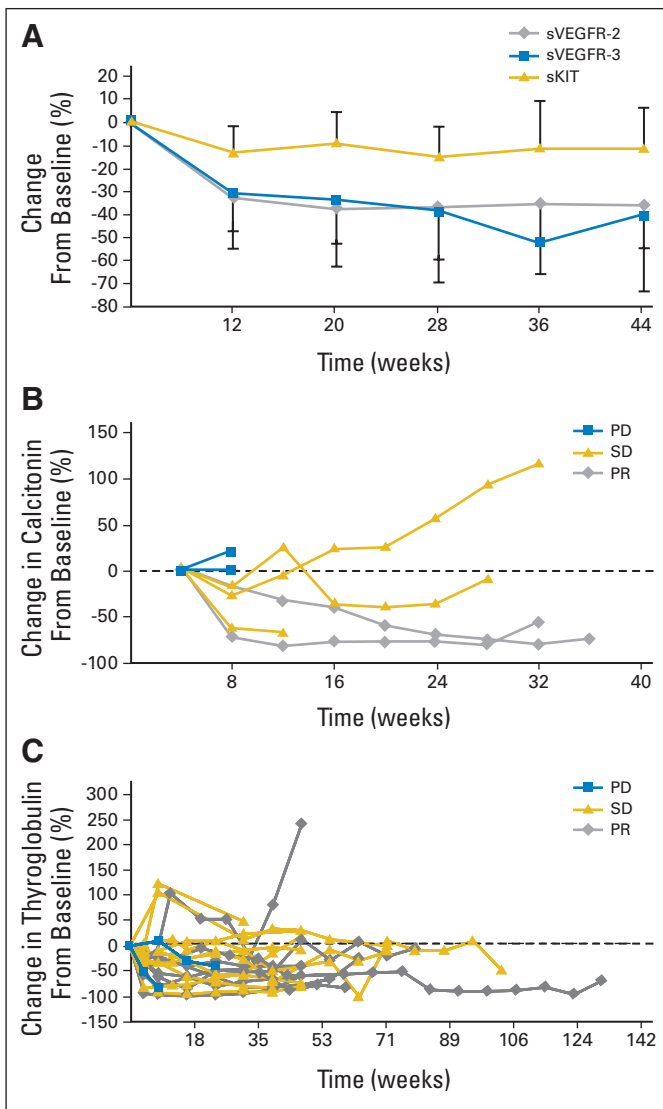 A
sVEGFR-2
sVEGFR-3
sKIT
Change
From Baseline (%)
20
10
0
-10
-20
-30
-40
-50
-60
-70
-80
12 20 28 36 44
Time (weeks)
B
PD
SD
PR
Change in Calcitonin
From Baseline (%)
150
100
50
0
-50
-100
8 16 24 32 40
Time (weeks)
C
PD
SD
PR
Change in Thyroglobulin
From Baseline (%)
300
250
200
150
100
50
0
-50
-100
-150
18 35 53 71 89 106 124 142
Time (weeks)